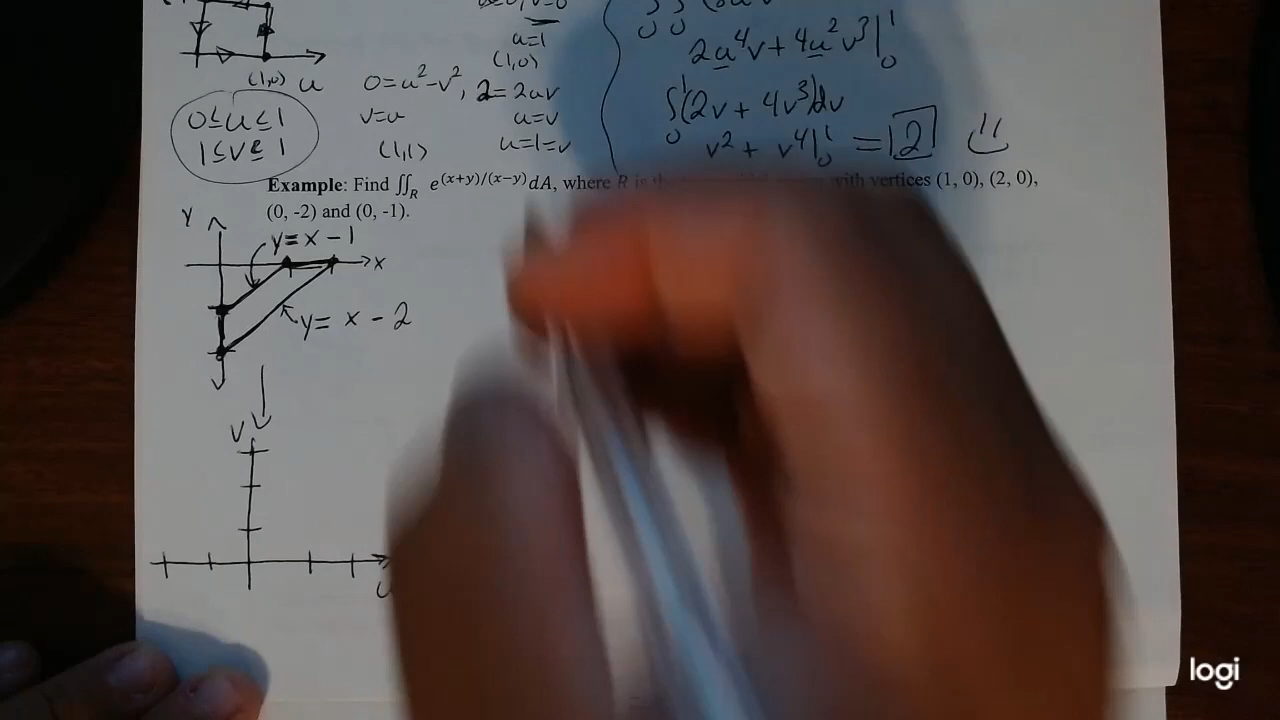 (1,0) u
0≤u≤1
1≤v≤1
u=1
(1,0)
0=u²-v², 2=2uv
v=u u=v
(1,1) u=1=v
2u⁴v + 4u²v³|₀¹
∫₀¹(2v + 4v³)dv
v² + v⁴|₀¹ = 2
Example: Find ∬_R e^(x+y)/(x−y) dA, where R is with vertices (1, 0), (2, 0),
(0, -2) and (0, -1).
Y
y = x - 1
x
y = x - 2
V
logi